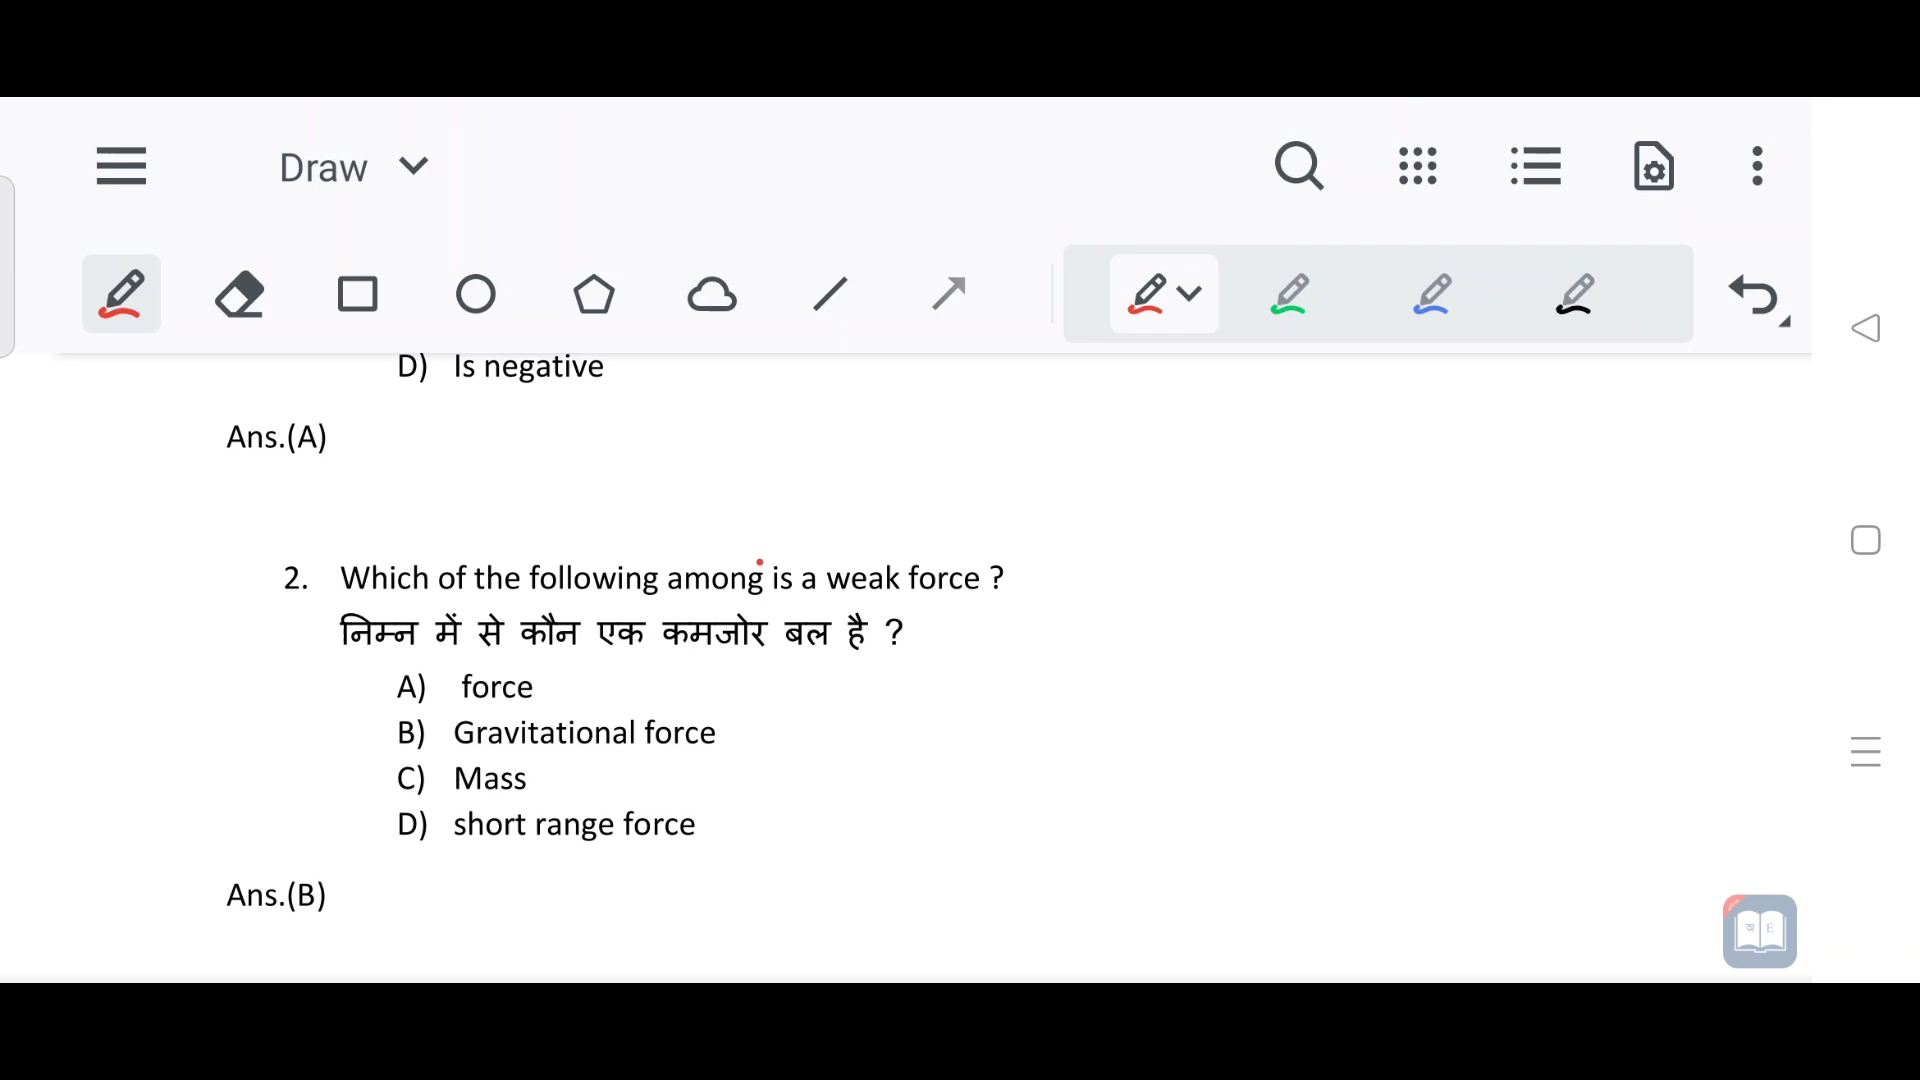 Draw
D) Is negative
Ans.(A)
2. Which of the following among is a weak force ?
निम्न में से कौन एक कमजोर बल है ?
A) force
B) Gravitational force
C) Mass
D) short range force
Ans.(B)
अ E